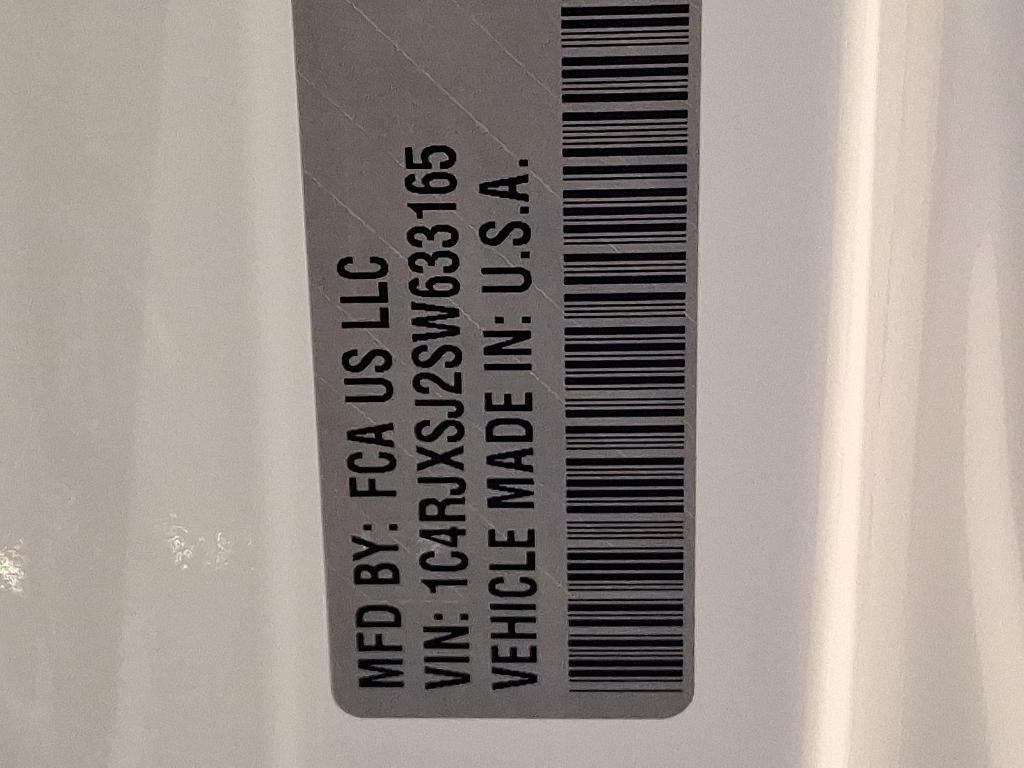 MFD BY: FCA US LLC
VIN: 1C4RJXSJ2SW633165
VEHICLE MADE IN: U.S.A.